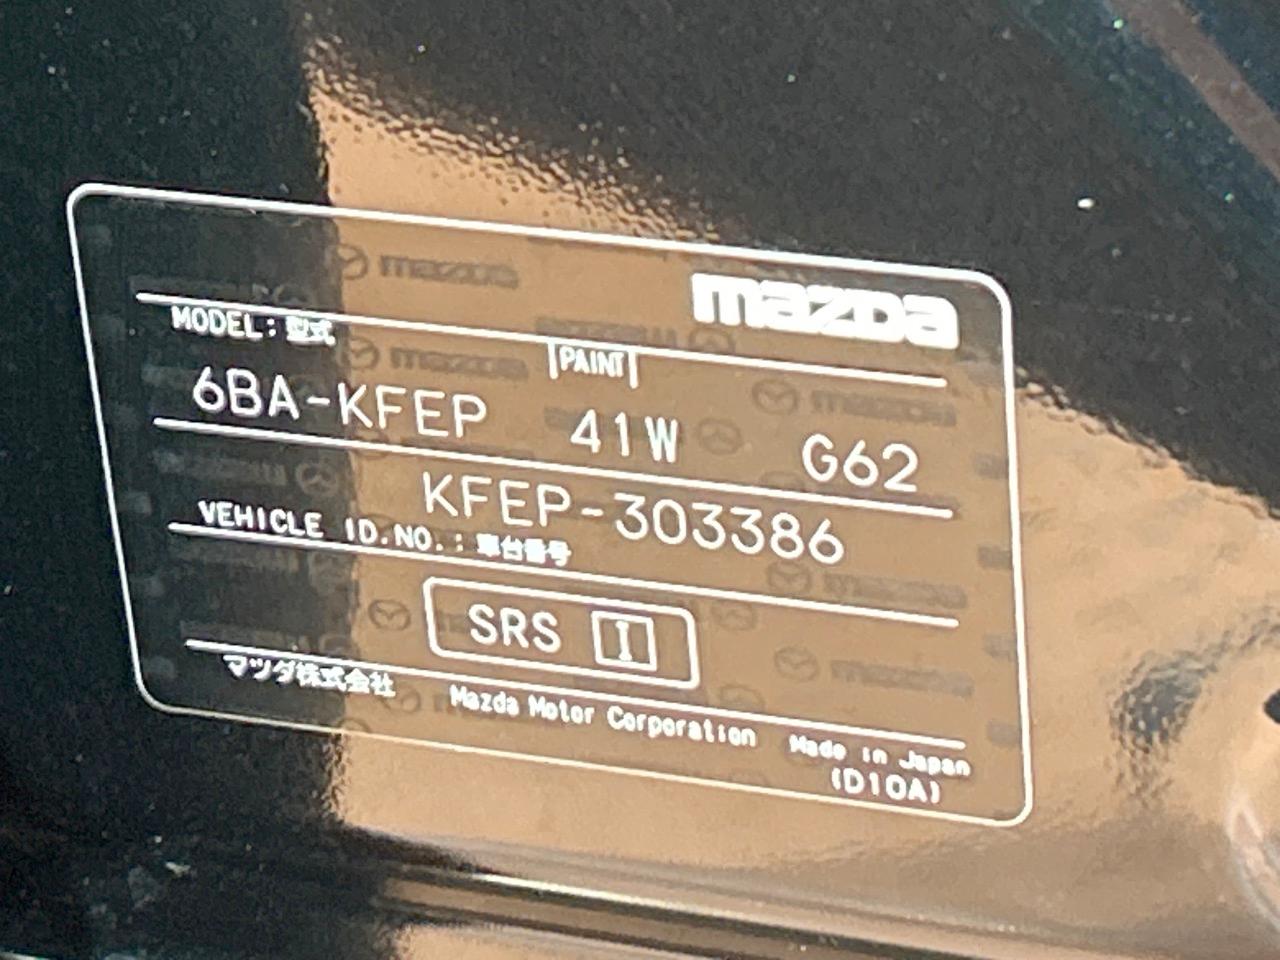 mazda
MODEL: 型式
PAINT
6BA-KFEP 41W G62
KFEP-303386
VEHICLE ID.NO.: 車台番号
SRS I
マツダ株式会社 Mazda Motor Corporation Made in Japan
(D10A)